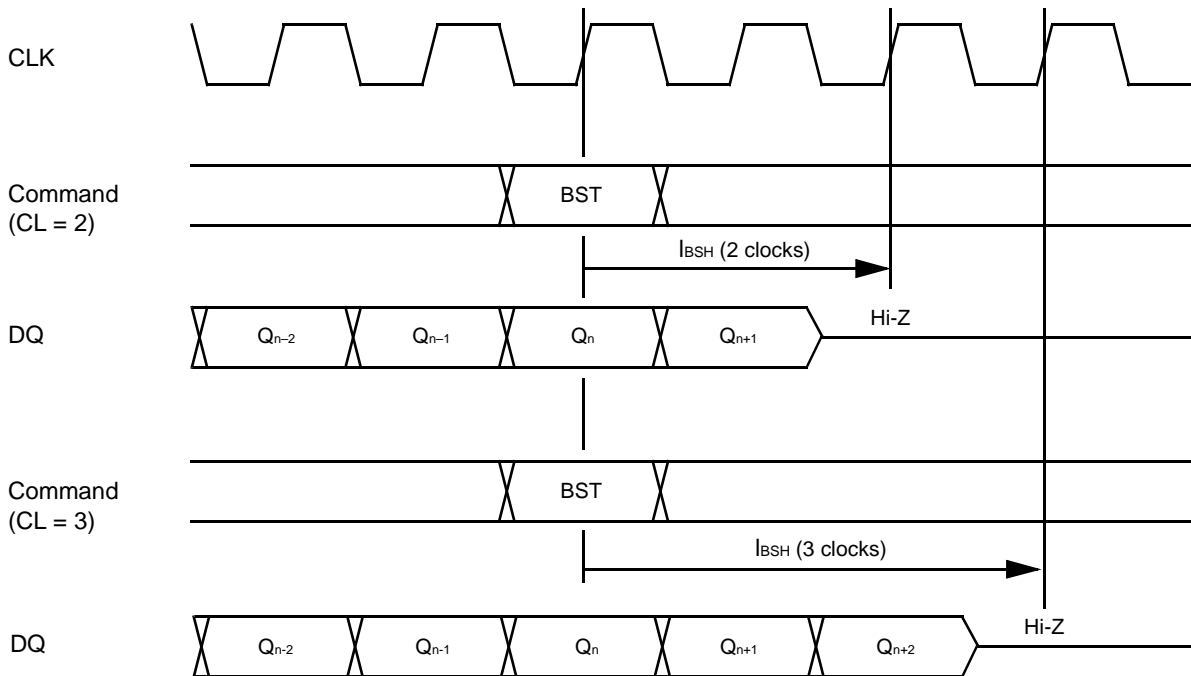 CLK
Command
(CL = 2)
BST
IBSH (2 clocks)
DQ
Qn–2
Qn–1
Qn
Qn+1
Hi-Z
Command
(CL = 3)
BST
IBSH (3 clocks)
DQ
Qn-2
Qn-1
Qn
Qn+1
Qn+2
Hi-Z